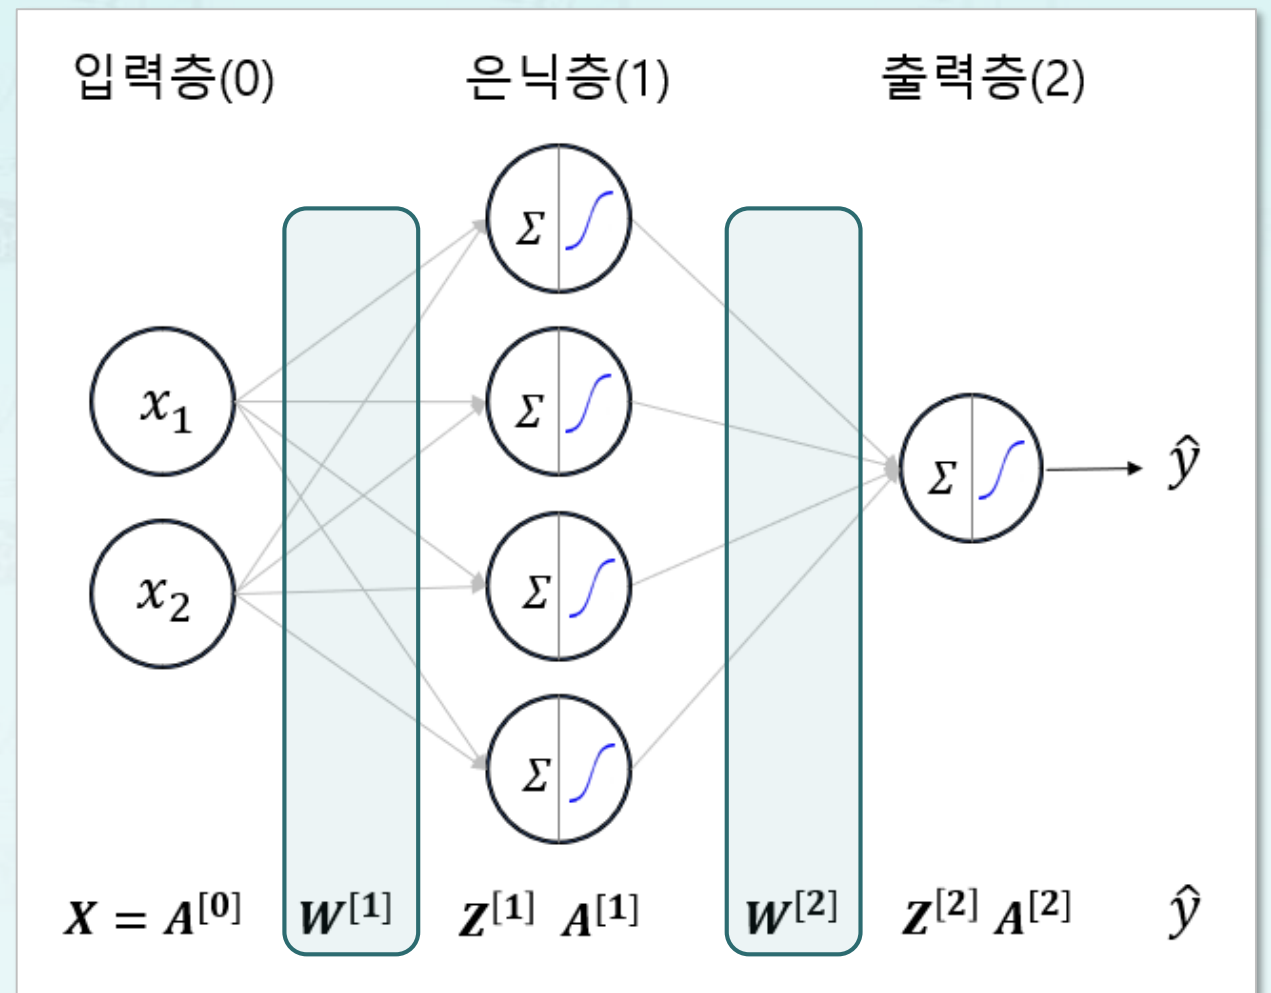 입력층(0) 은닉층(1) 출력층(2)
Σ
x₁ Σ
Σ ŷ
x₂ Σ
Σ
X = A^[0] W^[1] Z^[1] A^[1] W^[2] Z^[2] A^[2] ŷ